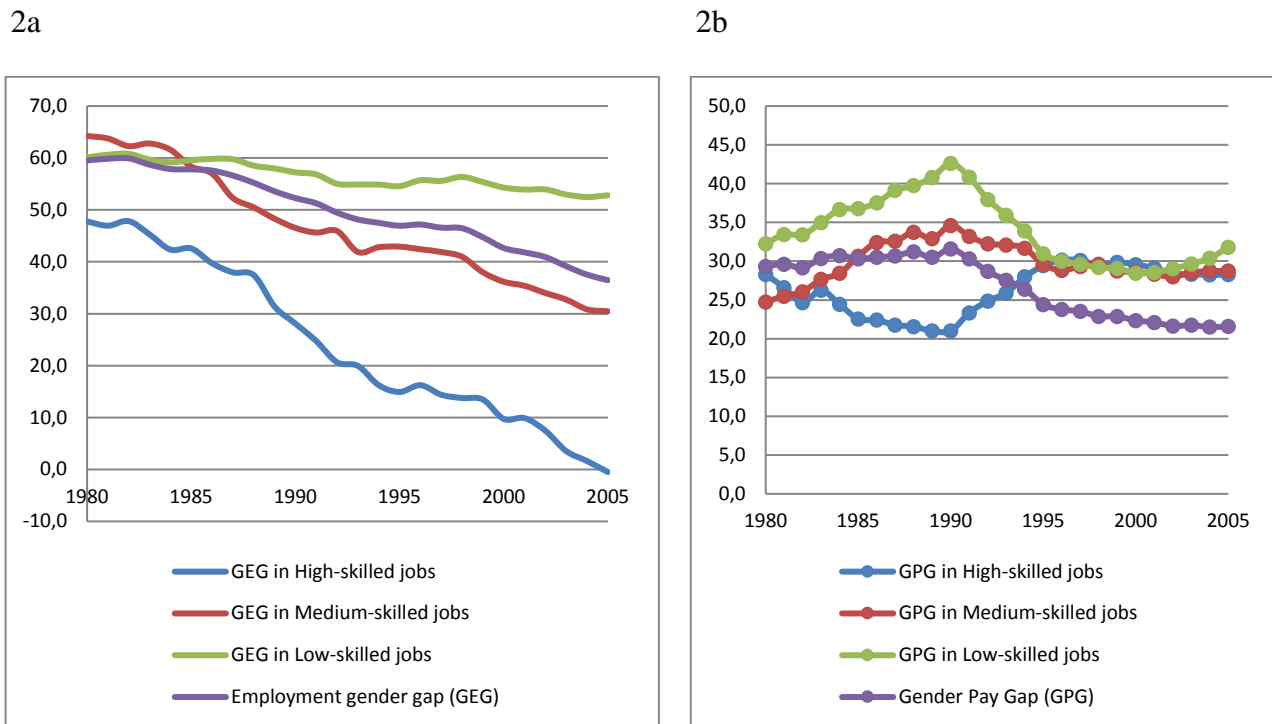 2a
70,0
60,0
50,0
40,0
30,0
20,0
10,0
0,0
-10,0
1980 1985 1990 1995 2000 2005
GEG in High-skilled jobs
GEG in Medium-skilled jobs
GEG in Low-skilled jobs
Employment gender gap (GEG)
2b
50,0
45,0
40,0
35,0
30,0
25,0
20,0
15,0
10,0
5,0
0,0
1980 1985 1990 1995 2000 2005
GPG in High-skilled jobs
GPG in Medium-skilled jobs
GPG in Low-skilled jobs
Gender Pay Gap (GPG)